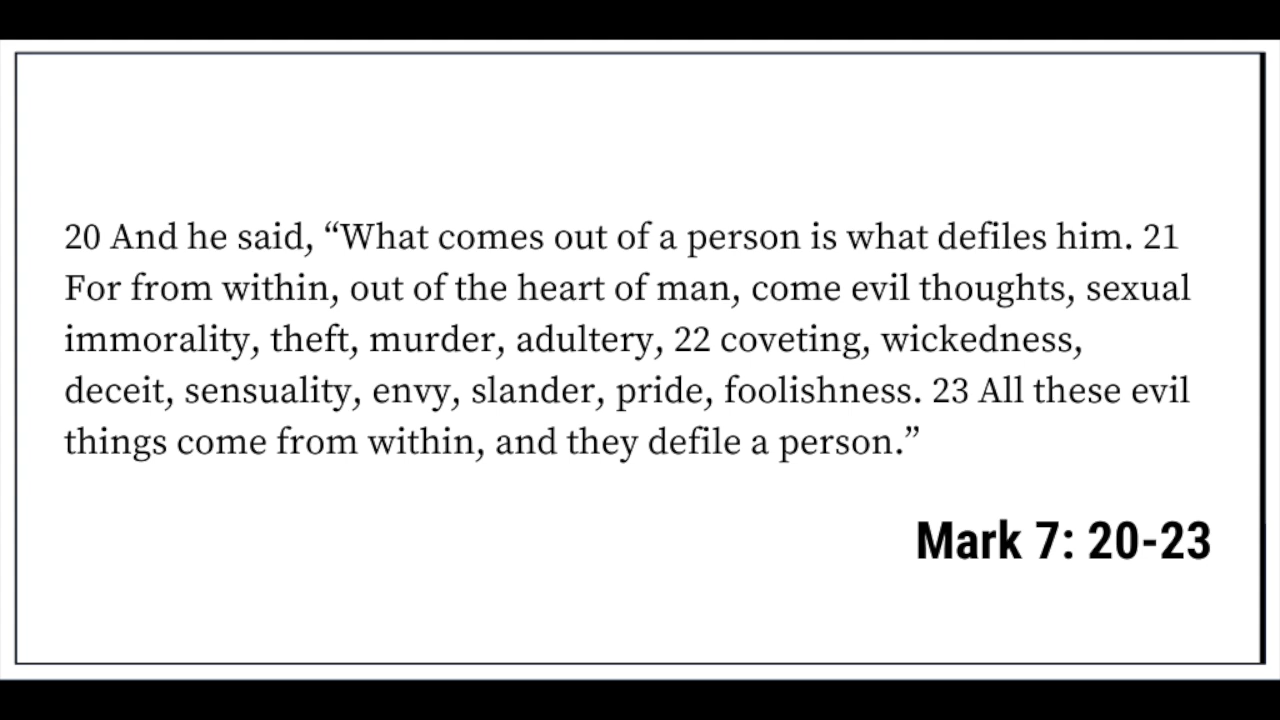 20 And he said, “What comes out of a person is what defiles him. 21
For from within, out of the heart of man, come evil thoughts, sexual
immorality, theft, murder, adultery, 22 coveting, wickedness,
deceit, sensuality, envy, slander, pride, foolishness. 23 All these evil
things come from within, and they defile a person.”
Mark 7: 20-23